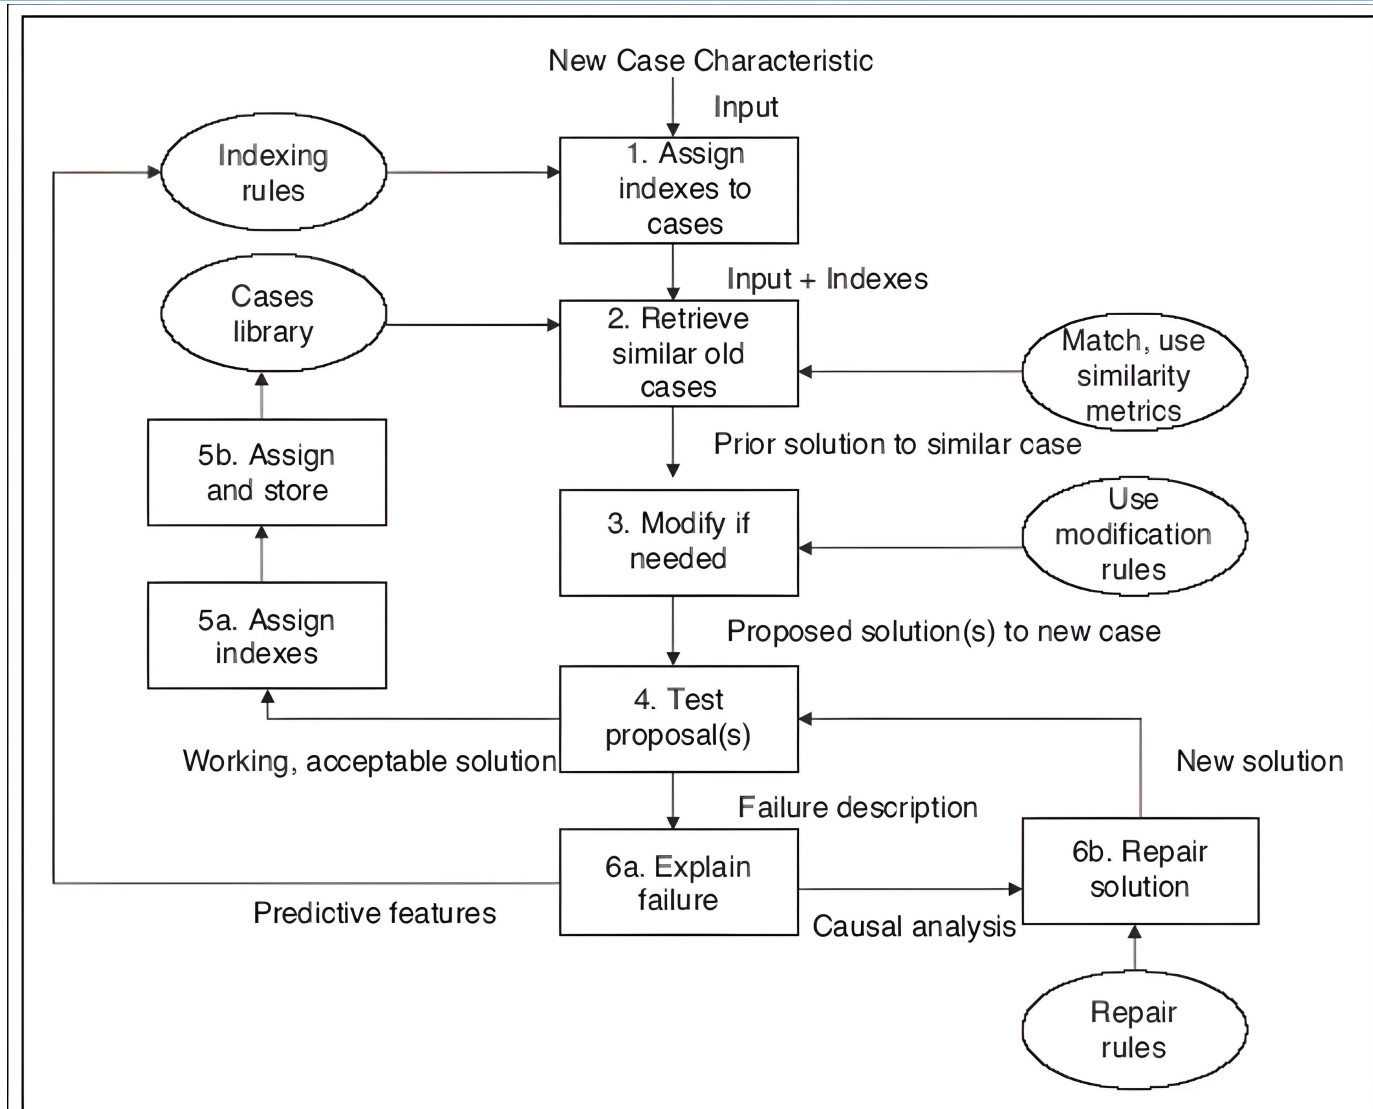 New Case Characteristic
Input
Indexing
rules
1. Assign
indexes to
cases
Input + Indexes
Cases
library
2. Retrieve
similar old
cases
Match, use
similarity
metrics
Prior solution to similar case
5b. Assign
and store
3. Modify if
needed
Use
modification
rules
5a. Assign
indexes
Proposed solution(s) to new case
4. Test
proposal(s)
Working, acceptable solution
New solution
Failure description
6a. Explain
failure
6b. Repair
solution
Predictive features
Causal analysis
Repair
rules